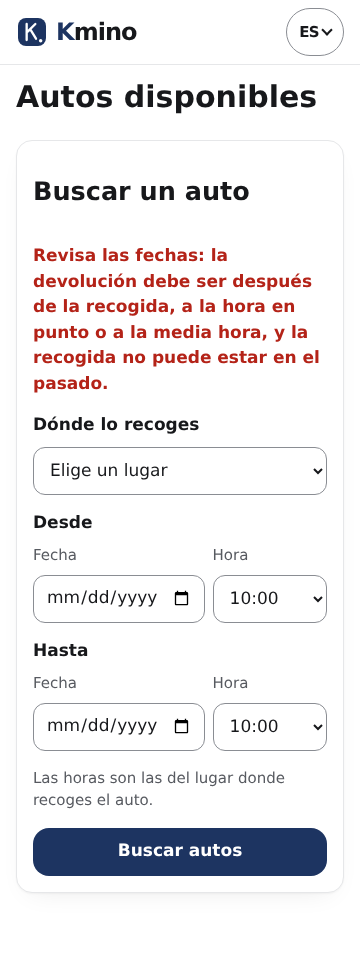 K.
Kmino
ES
Autos disponibles
Buscar un auto
Revisa las fechas: la
devolución debe ser después
de la recogida, a la hora en
punto o a la media hora, y la
recogida no puede estar en el
pasado.
Dónde lo recoges
Elige un lugar
Desde
Fecha Hora
mm/dd/yyyy 10:00
Hasta
Fecha Hora
mm/dd/yyyy 10:00
Las horas son las del lugar donde
recoges el auto.
Buscar autos